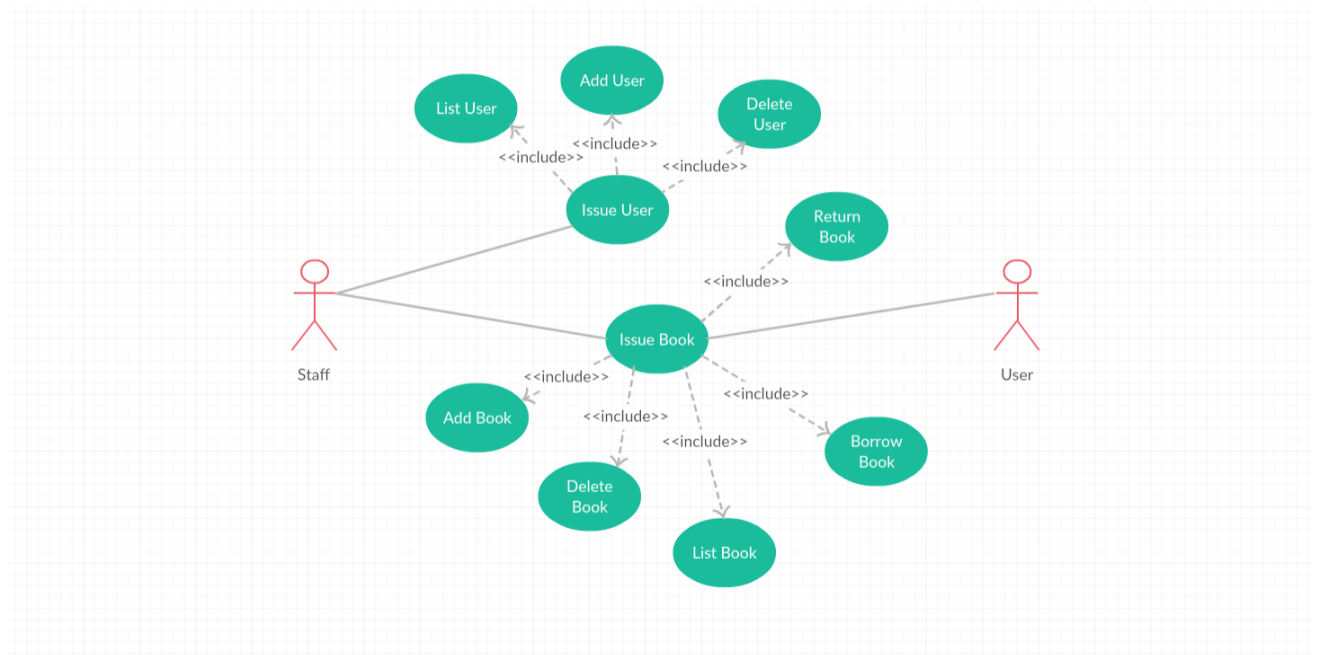 Add User
List User
Delete
User
<<include>>
<<include>>
<<include>>
Issue User
Return
Book
<<include>>
Issue Book
Staff
User
<<include>>
<<include>>
<<include>>
<<include>>
Add Book
Borrow
Book
Delete
Book
List Book